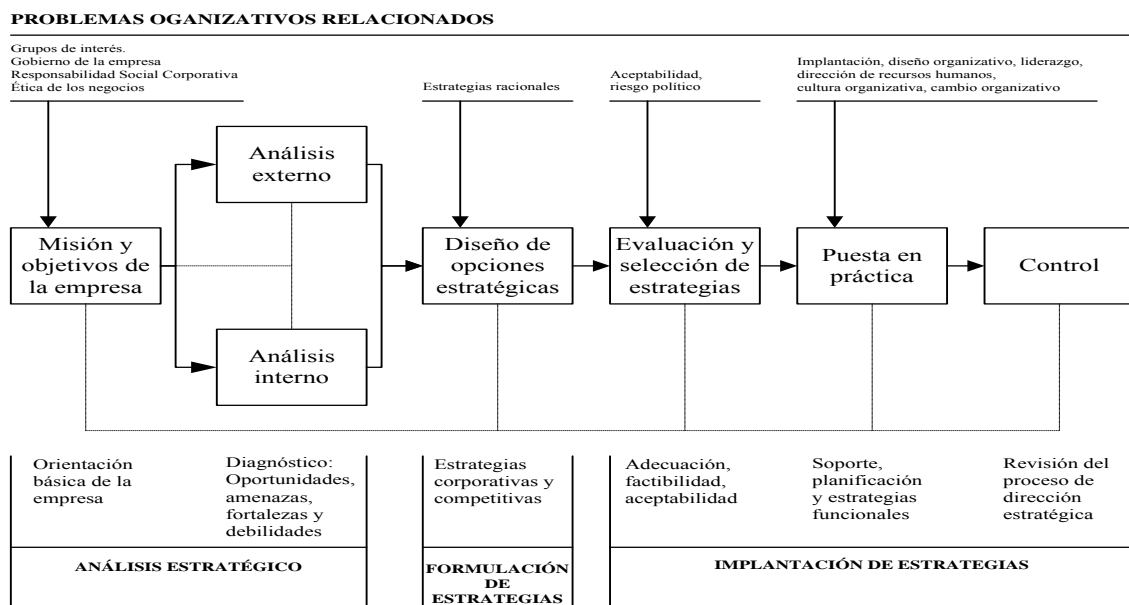 PROBLEMAS OGANIZATIVOS RELACIONADOS
Grupos de interés.
Gobierno de la empresa
Responsabilidad Social Corporativa
Ética de los negocios
Estrategias racionales
Aceptabilidad,
riesgo político
Implantación, diseño organizativo, liderazgo,
dirección de recursos humanos,
cultura organizativa, cambio organizativo
Análisis
externo
Misión y
objetivos de
la empresa
Diseño de
opciones
estratégicas
Evaluación y
selección de
estrategias
Puesta en
práctica
Control
Análisis
interno
Orientación
básica de la
empresa
Diagnóstico:
Oportunidades,
amenazas,
fortalezas y
debilidades
Estrategias
corporativas y
competitivas
Adecuación,
factibilidad,
aceptabilidad
Soporte,
planificación
y estrategias
funcionales
Revisión del
proceso de
dirección
estratégica
ANÁLISIS ESTRATÉGICO
FORMULACIÓN
DE
ESTRATEGIAS
IMPLANTACIÓN DE ESTRATEGIAS